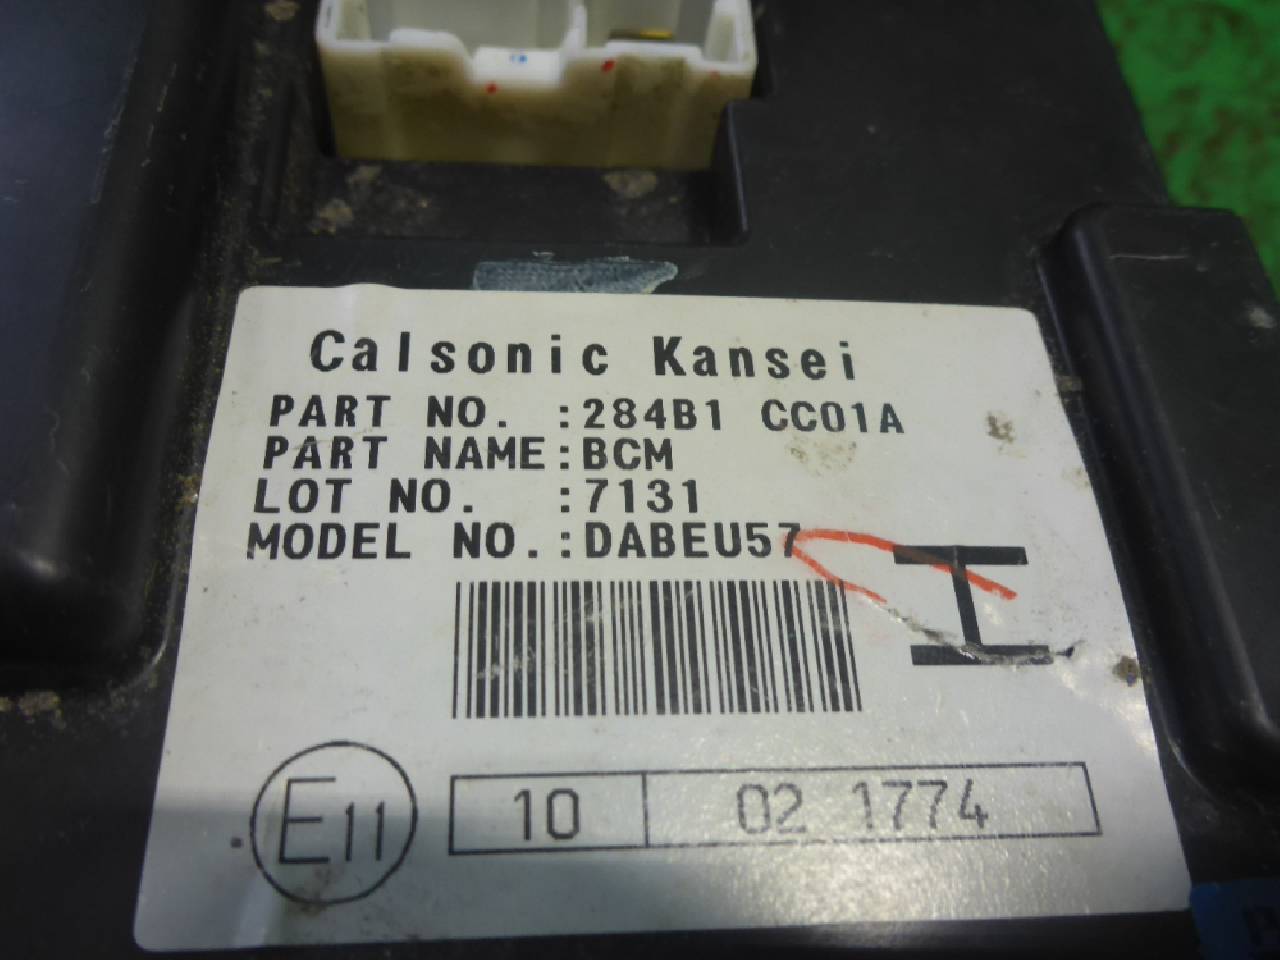 Calsonic Kansei
PART NO. :284B1 CC01A
PART NAME:BCM
LOT NO. :7131
MODEL NO.:DABEU57
I
E11 10 02 1774